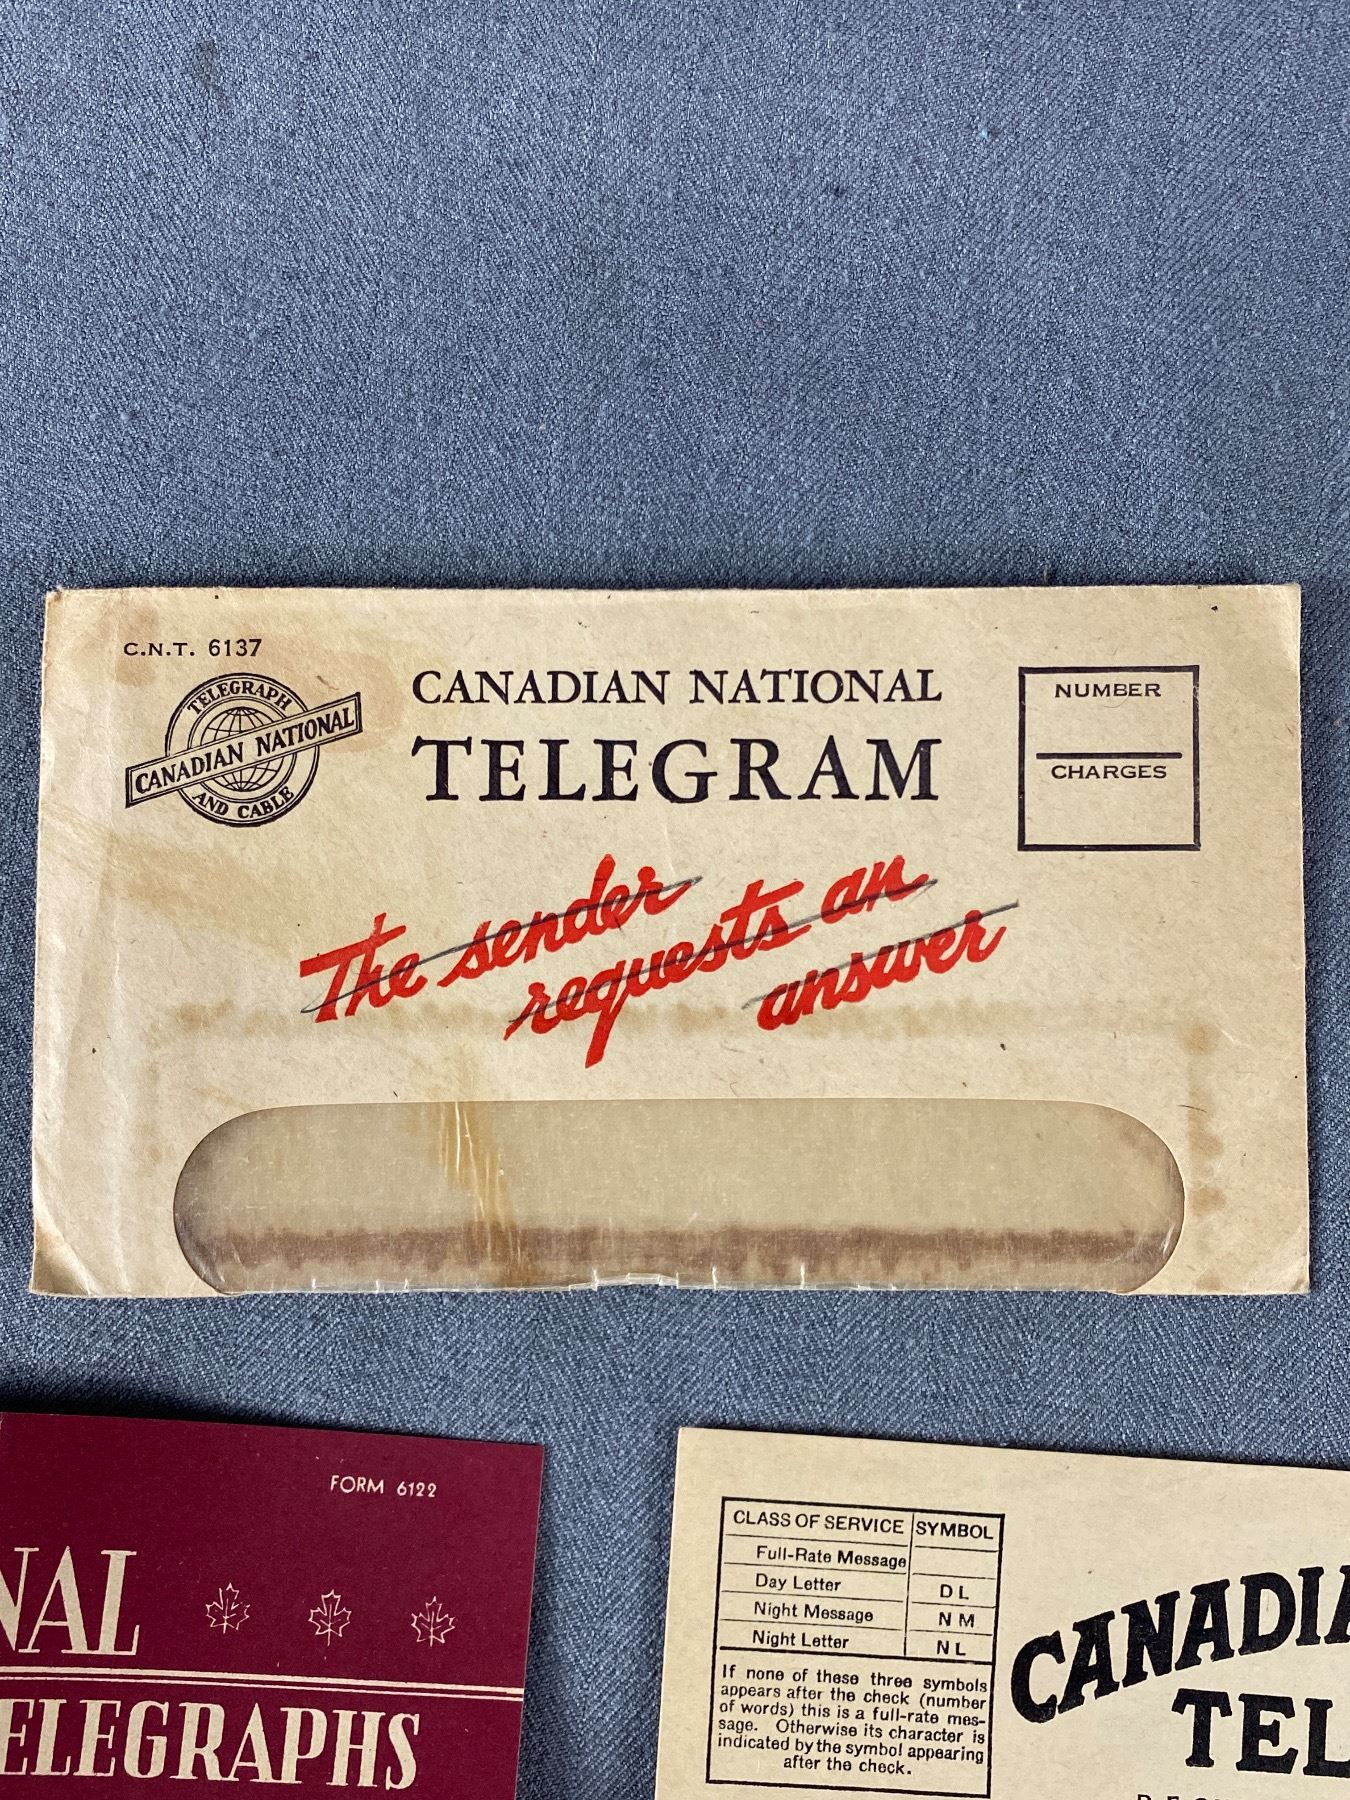 C.N.T. 6137
TELEGRAPH
CANADIAN NATIONAL
AND CABLE
CANADIAN NATIONAL
TELEGRAM
NUMBER
CHARGES
The sender
requests an
answer
FORM 6122
NAL
ELEGRAPHS
CLASS OF SERVICE SYMBOL
Full-Rate Message
Day Letter D L
Night Message N M
Night Letter N L
If none of these three symbols
appears after the check (number
of words) this is a full-rate mes-
sage. Otherwise its character is
indicated by the symbol appearing
after the check.
CANADIA
TEL